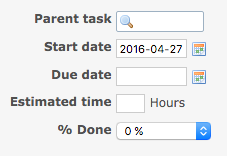 Parent task
Start date 2016-04-27
Due date
Estimated time Hours
% Done 0 %